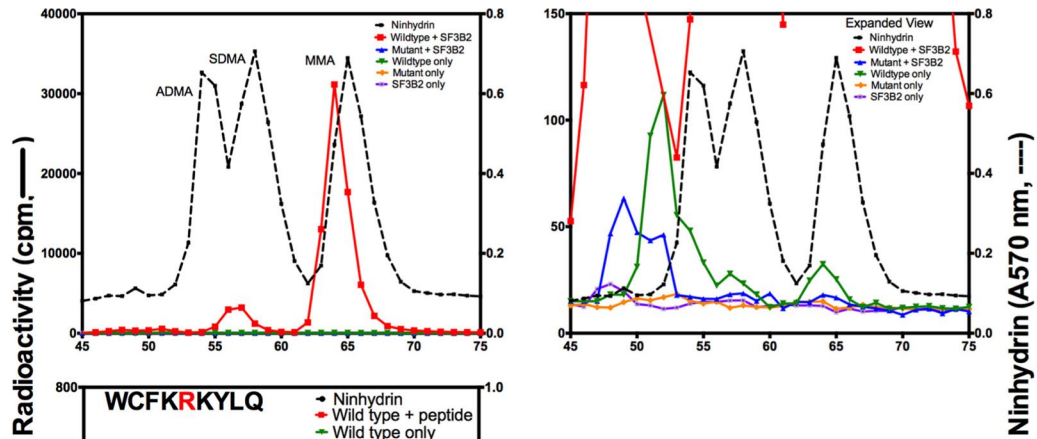 Radioactivity (cpm, —)
40000
30000
20000
10000
0
0.8
0.6
0.4
0.2
0.0
45
50
55
60
65
70
75
ADMA
SDMA
MMA
Ninhydrin
Wildtype + SF3B2
Mutant + SF3B2
Wildtype only
Mutant only
SF3B2 only
150
100
50
0
0.8
0.6
0.4
0.2
0.0
45
50
55
60
65
70
75
Expanded View
Ninhydrin
Wildtype + SF3B2
Mutant + SF3B2
Wildtype only
Mutant only
SF3B2 only
Ninhydrin (A570 nm, ----)
800
1.0
WCFKRKYLQ
Ninhydrin
Wild type + peptide
Wild type only